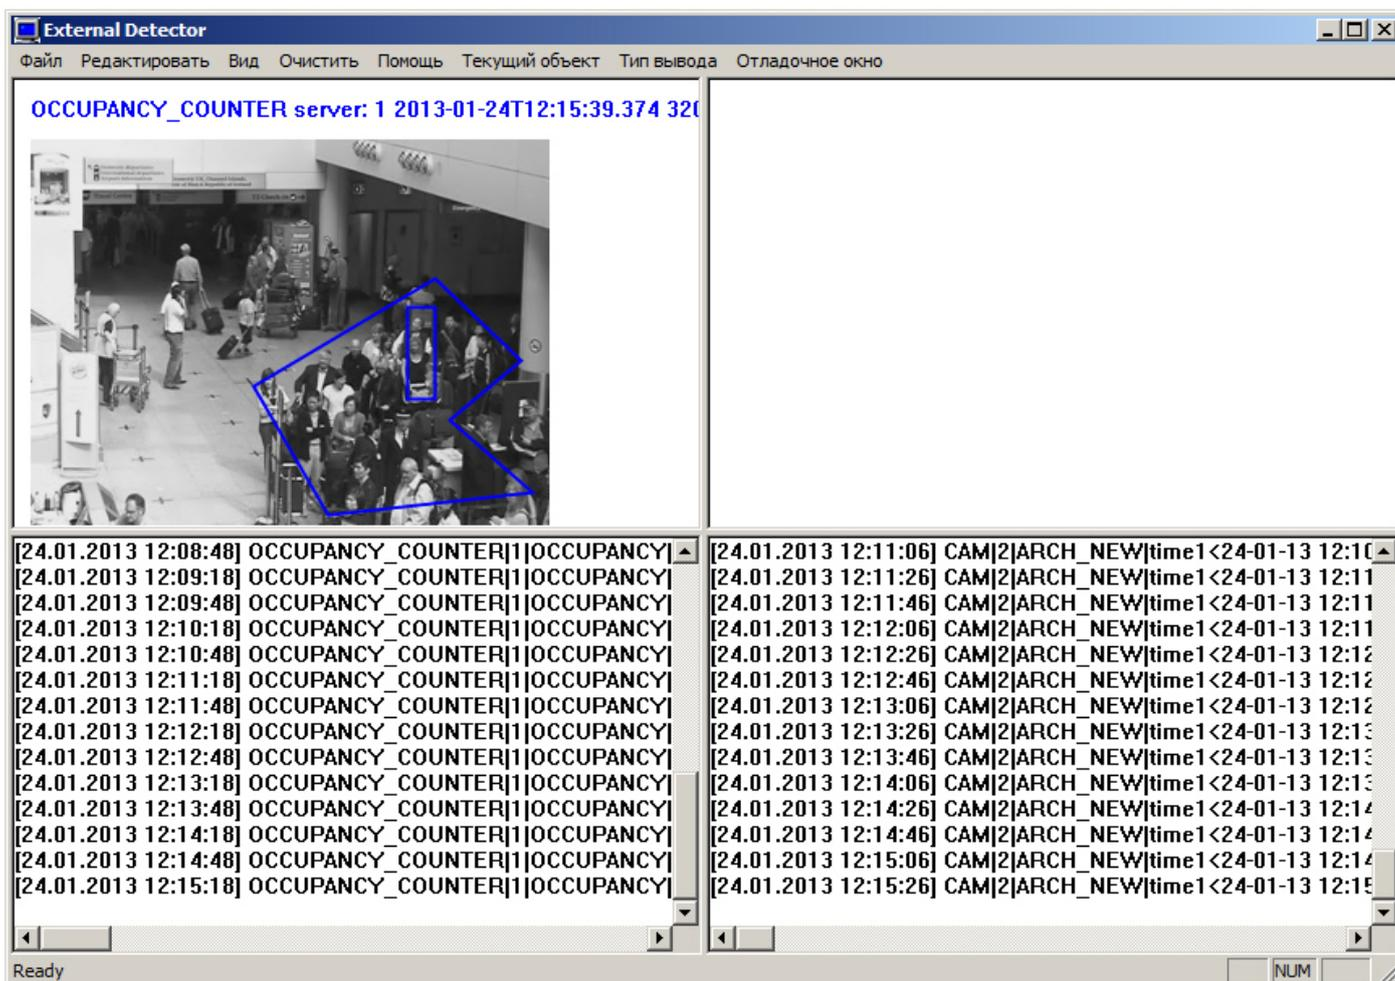 External Detector
Файл Редактировать Вид Очистить Помощь Текущий объект Тип вывода Отладочное окно
OCCUPANCY_COUNTER server: 1 2013-01-24T12:15:39.374 320
[24.01.2013 12:08:48] OCCUPANCY_COUNTER|1|OCCUPANCY|
[24.01.2013 12:09:18] OCCUPANCY_COUNTER|1|OCCUPANCY|
[24.01.2013 12:09:48] OCCUPANCY_COUNTER|1|OCCUPANCY|
[24.01.2013 12:10:18] OCCUPANCY_COUNTER|1|OCCUPANCY|
[24.01.2013 12:10:48] OCCUPANCY_COUNTER|1|OCCUPANCY|
[24.01.2013 12:11:18] OCCUPANCY_COUNTER|1|OCCUPANCY|
[24.01.2013 12:11:48] OCCUPANCY_COUNTER|1|OCCUPANCY|
[24.01.2013 12:12:18] OCCUPANCY_COUNTER|1|OCCUPANCY|
[24.01.2013 12:12:48] OCCUPANCY_COUNTER|1|OCCUPANCY|
[24.01.2013 12:13:18] OCCUPANCY_COUNTER|1|OCCUPANCY|
[24.01.2013 12:13:48] OCCUPANCY_COUNTER|1|OCCUPANCY|
[24.01.2013 12:14:18] OCCUPANCY_COUNTER|1|OCCUPANCY|
[24.01.2013 12:14:48] OCCUPANCY_COUNTER|1|OCCUPANCY|
[24.01.2013 12:15:18] OCCUPANCY_COUNTER|1|OCCUPANCY|
[24.01.2013 12:11:06] CAM|2|ARCH_NEW|time1<24-01-13 12:10
[24.01.2013 12:11:26] CAM|2|ARCH_NEW|time1<24-01-13 12:11
[24.01.2013 12:11:46] CAM|2|ARCH_NEW|time1<24-01-13 12:11
[24.01.2013 12:12:06] CAM|2|ARCH_NEW|time1<24-01-13 12:11
[24.01.2013 12:12:26] CAM|2|ARCH_NEW|time1<24-01-13 12:12
[24.01.2013 12:12:46] CAM|2|ARCH_NEW|time1<24-01-13 12:12
[24.01.2013 12:13:06] CAM|2|ARCH_NEW|time1<24-01-13 12:12
[24.01.2013 12:13:26] CAM|2|ARCH_NEW|time1<24-01-13 12:13
[24.01.2013 12:13:46] CAM|2|ARCH_NEW|time1<24-01-13 12:13
[24.01.2013 12:14:06] CAM|2|ARCH_NEW|time1<24-01-13 12:13
[24.01.2013 12:14:26] CAM|2|ARCH_NEW|time1<24-01-13 12:14
[24.01.2013 12:14:46] CAM|2|ARCH_NEW|time1<24-01-13 12:14
[24.01.2013 12:15:06] CAM|2|ARCH_NEW|time1<24-01-13 12:14
[24.01.2013 12:15:26] CAM|2|ARCH_NEW|time1<24-01-13 12:15
Ready
NUM